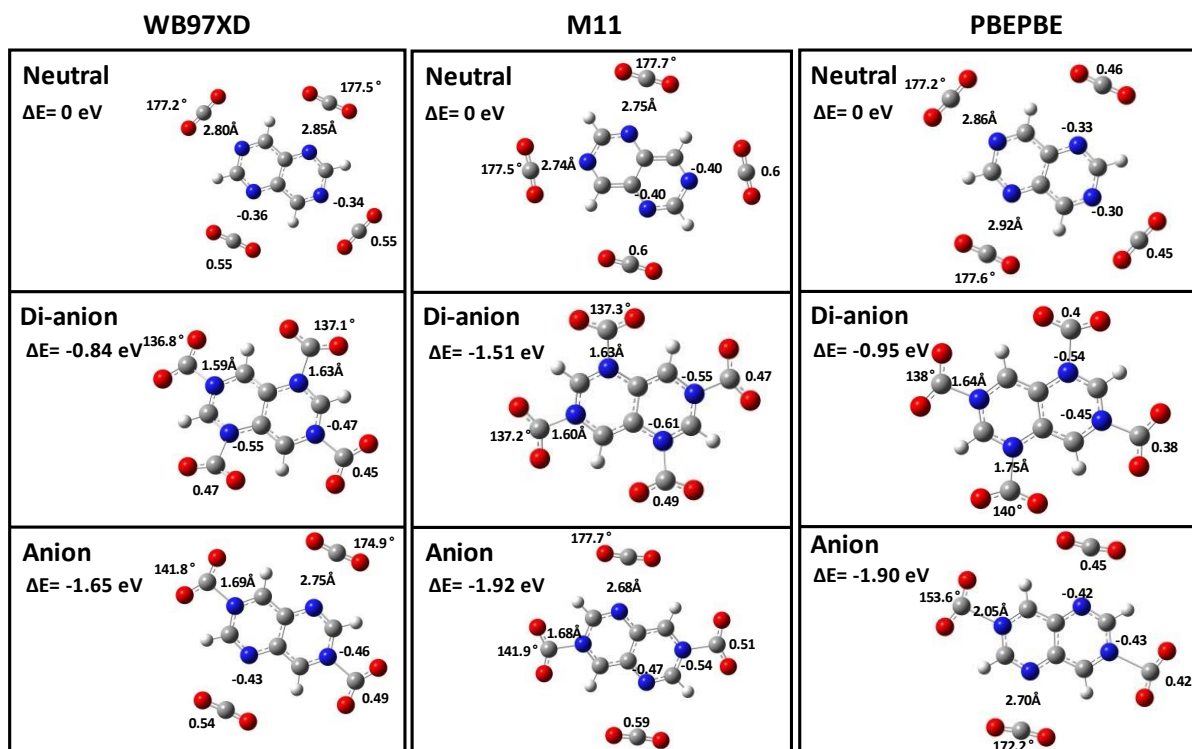 WB97XD
M11
PBEPBE
Neutral
ΔE= 0 eV
177.2°
177.5°
2.80Å
2.85Å
-0.36
-0.34
0.55
0.55
Neutral
ΔE= 0 eV
177.7°
2.75Å
177.5°
2.74Å
-0.40
-0.40
0.6
0.6
Neutral
ΔE= 0 eV
177.2°
0.46
2.86Å
-0.33
-0.30
2.92Å
0.45
177.6°
Di-anion
ΔE= -0.84 eV
136.8°
137.1°
1.59Å
1.63Å
-0.47
-0.55
0.45
0.47
Di-anion
ΔE= -1.51 eV
137.3°
1.63Å
-0.55
0.47
137.2°
1.60Å
-0.61
0.49
Di-anion
ΔE= -0.95 eV
0.4
-0.54
138°
1.64Å
-0.45
0.38
1.75Å
140°
Anion
ΔE= -1.65 eV
174.9°
141.8°
1.69Å
2.75Å
-0.46
-0.43
0.49
0.54
Anion
ΔE= -1.92 eV
177.7°
2.68Å
1.68Å
141.9°
0.51
-0.47
-0.54
0.59
Anion
ΔE= -1.90 eV
0.45
153.6°
2.05Å
-0.42
-0.43
0.42
2.70Å
172.2°